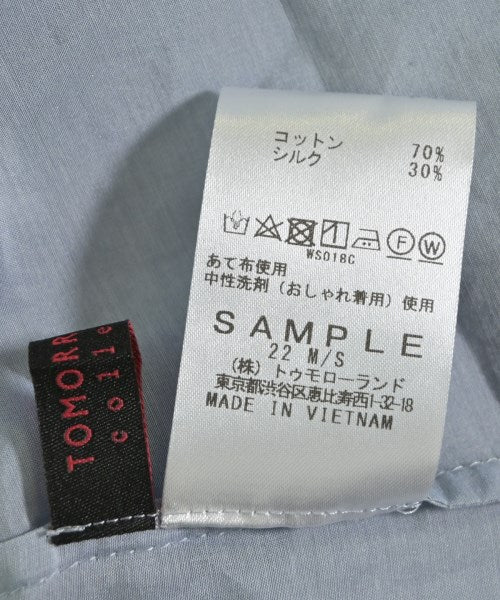 コットン 70%
シルク 30%
F W
WS018C
あて布使用
中性洗剤（おしゃれ着用）使用
SAMPLE
22 M/S
(株) トゥモローランド
東京都渋谷区恵比寿西1-32-18
MADE IN VIETNAM
TOMORR
colle